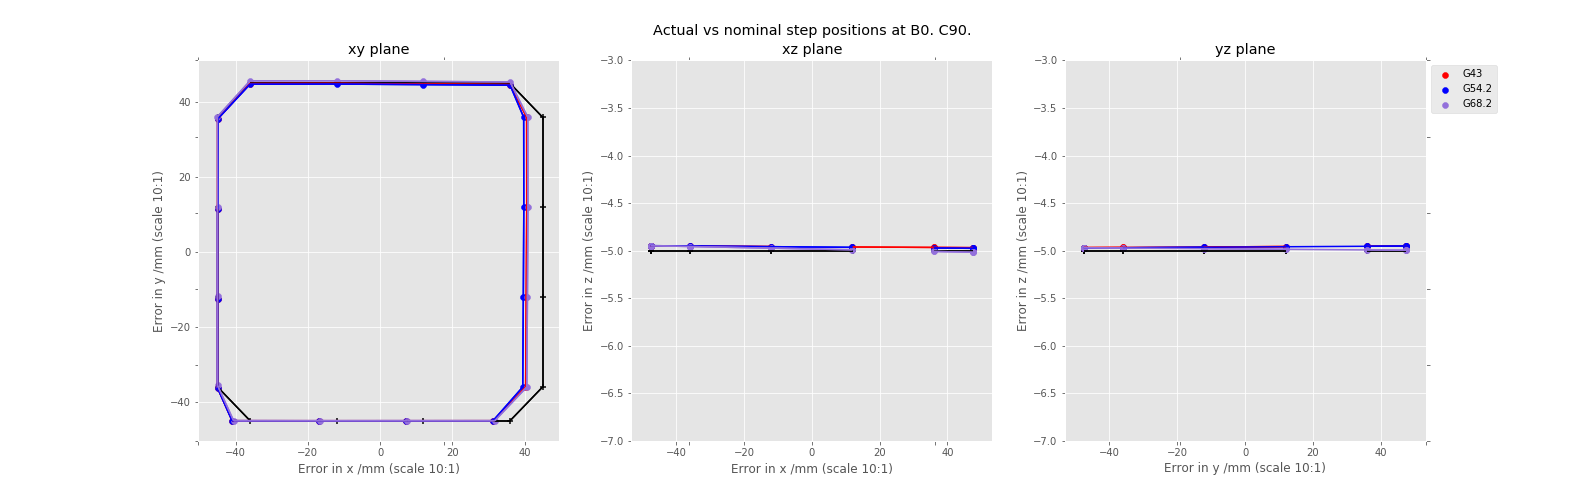 Actual vs nominal step positions at B0. C90.
xy plane
xz plane
yz plane
40
20
0
−20
−40
−40
−20
0
20
40
Error in y /mm (scale 10:1)
Error in x /mm (scale 10:1)
−3.0
−3.5
−4.0
−4.5
−5.0
−5.5
−6.0
−6.5
−7.0
−40
−20
0
20
40
Error in z /mm (scale 10:1)
Error in x /mm (scale 10:1)
−3.0
−3.5
−4.0
−4.5
−5.0
−5.5
−6.0
−6.5
−7.0
−40
−20
0
20
40
Error in z /mm (scale 10:1)
Error in y /mm (scale 10:1)
G43
G54.2
G68.2